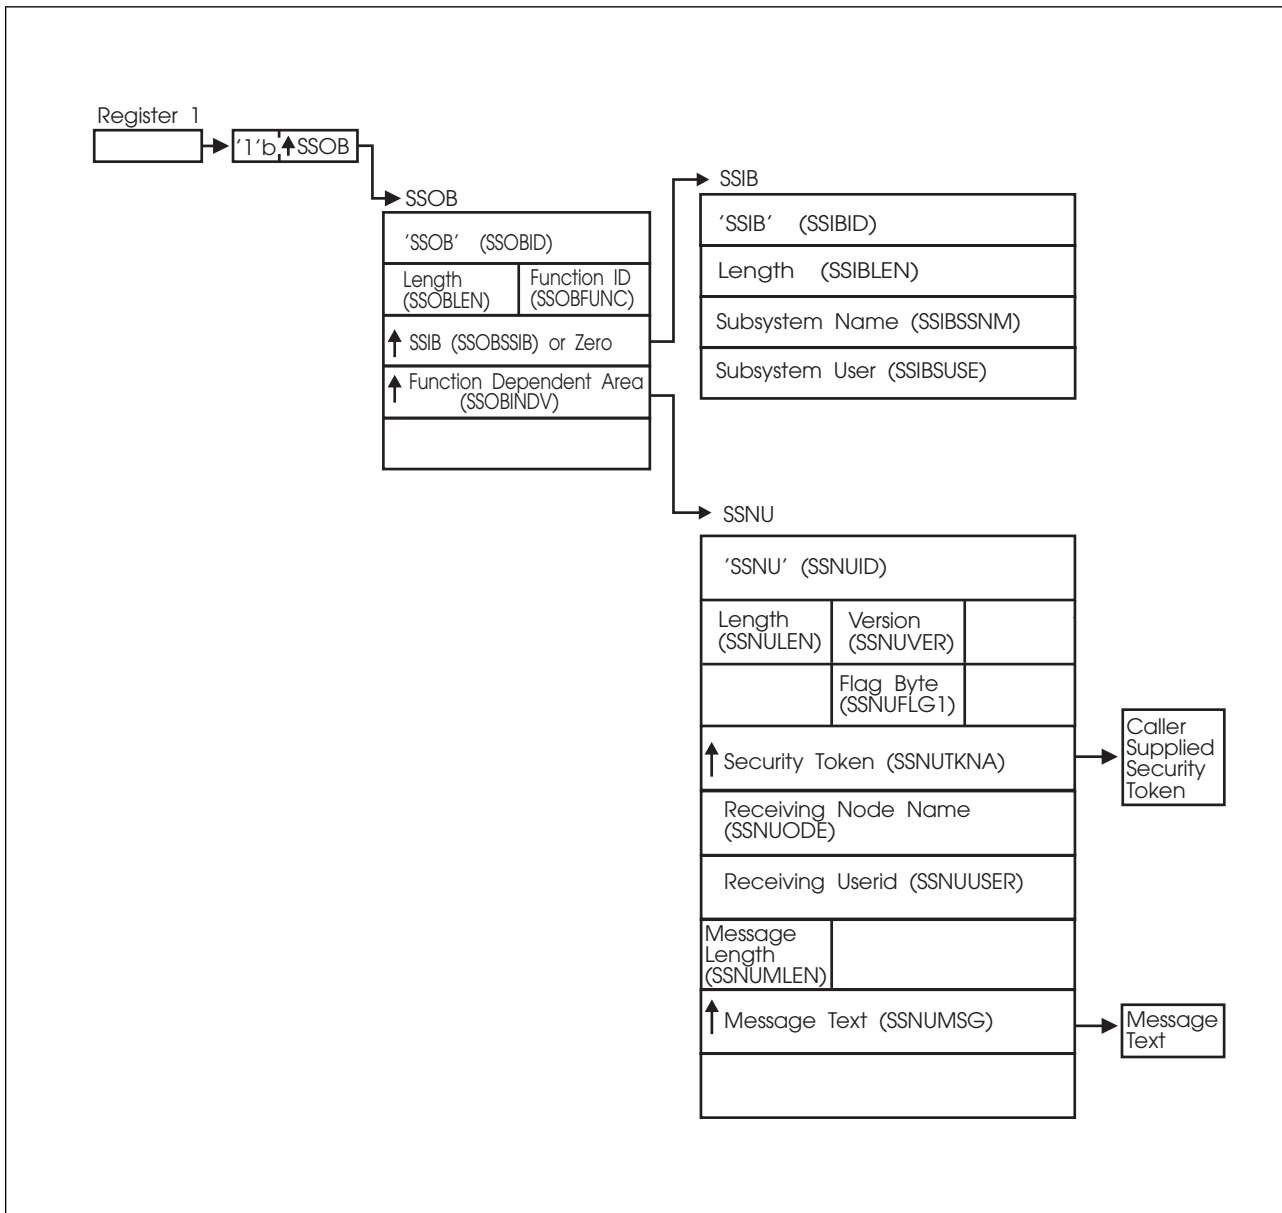 Register 1
'1'b SSOB
SSOB
'SSOB' (SSOBID)
Length
(SSOBLEN)
Function ID
(SSOBFUNC)
SSIB (SSOBSSIB) or Zero
Function Dependent Area
(SSOBINDV)
SSIB
'SSIB' (SSIBID)
Length (SSIBLEN)
Subsystem Name (SSIBSSNM)
Subsystem User (SSIBSUSE)
SSNU
'SSNU' (SSNUID)
Length
(SSNULEN)
Version
(SSNUVER)
Flag Byte
(SSNUFLG1)
Security Token (SSNUTKNA)
Caller
Supplied
Security
Token
Receiving Node Name
(SSNUODE)
Receiving Userid (SSNUUSER)
Message
Length
(SSNUMLEN)
Message Text (SSNUMSG)
Message
Text